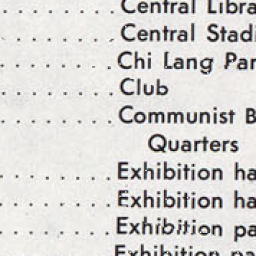 . . . . . . . Central Libra
. . . . . . . Central Stadi
. . . . . . . Chi Lang Par
. . . . . . . Club
. . . . . . . Communist B
Quarters
. . . . . . . Exhibition ha
. . . . . . . Exhibition ha
. . . . . . . Exhibition pa
Exhibition pa